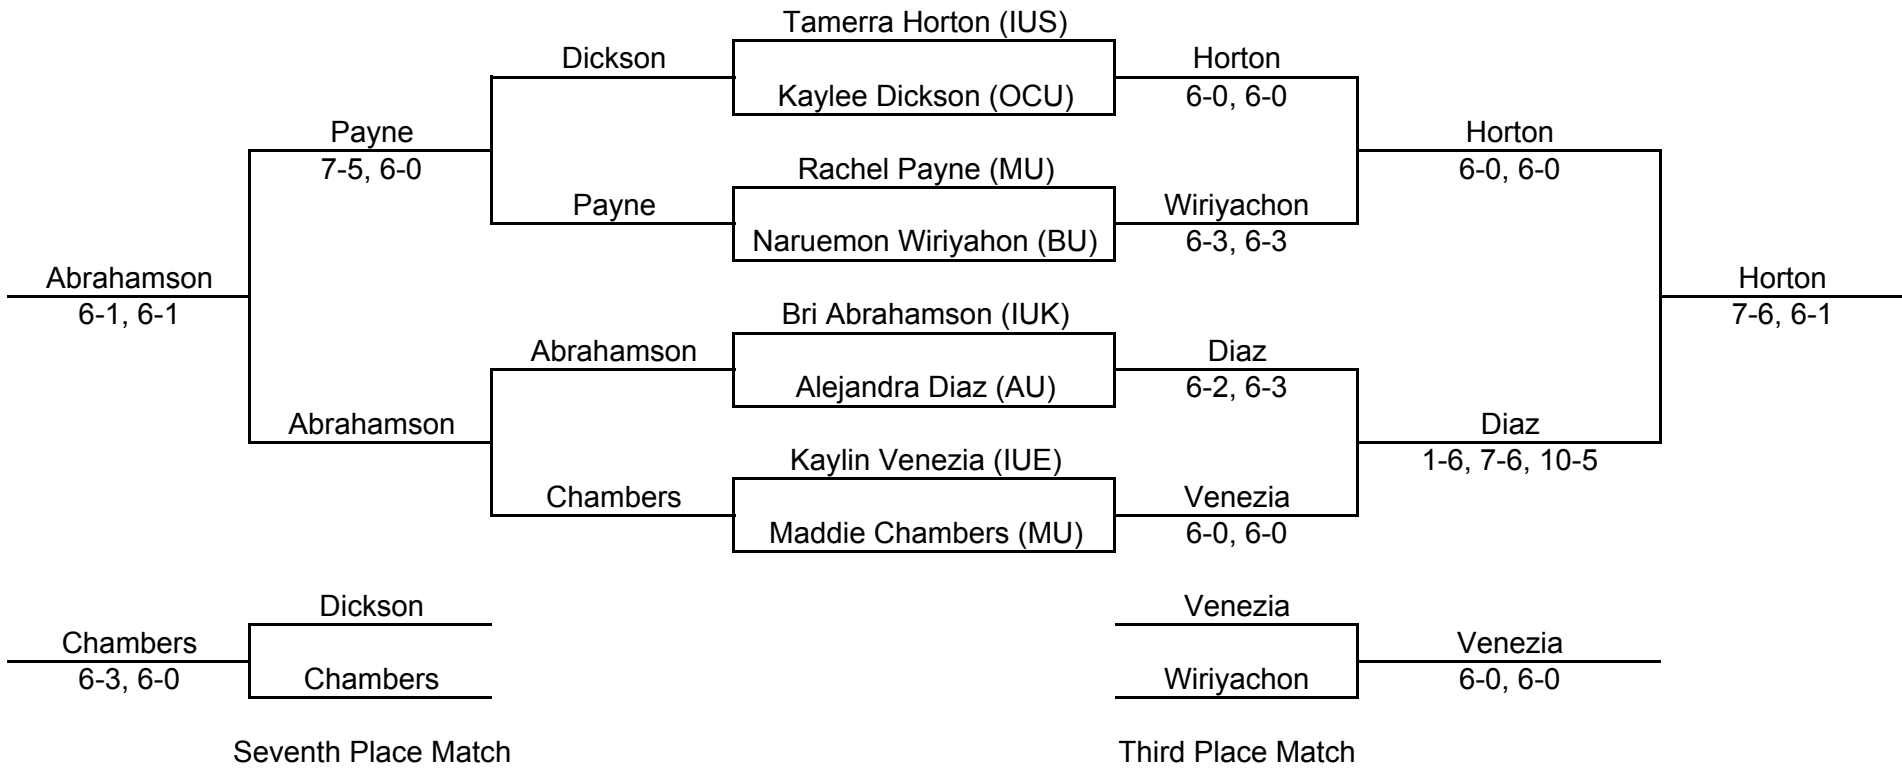 Tamerra Horton (IUS)
Dickson
Horton
Kaylee Dickson (OCU)
6-0, 6-0
Payne
Horton
7-5, 6-0
Rachel Payne (MU)
6-0, 6-0
Payne
Wiriyachon
Naruemon Wiriyahon (BU)
6-3, 6-3
Abrahamson
Horton
6-1, 6-1
Bri Abrahamson (IUK)
7-6, 6-1
Abrahamson
Diaz
Alejandra Diaz (AU)
6-2, 6-3
Abrahamson
Diaz
Kaylin Venezia (IUE)
1-6, 7-6, 10-5
Chambers
Venezia
Maddie Chambers (MU)
6-0, 6-0
Dickson
Venezia
Chambers
Venezia
6-3, 6-0
Chambers
Wiriyachon
6-0, 6-0
Seventh Place Match
Third Place Match